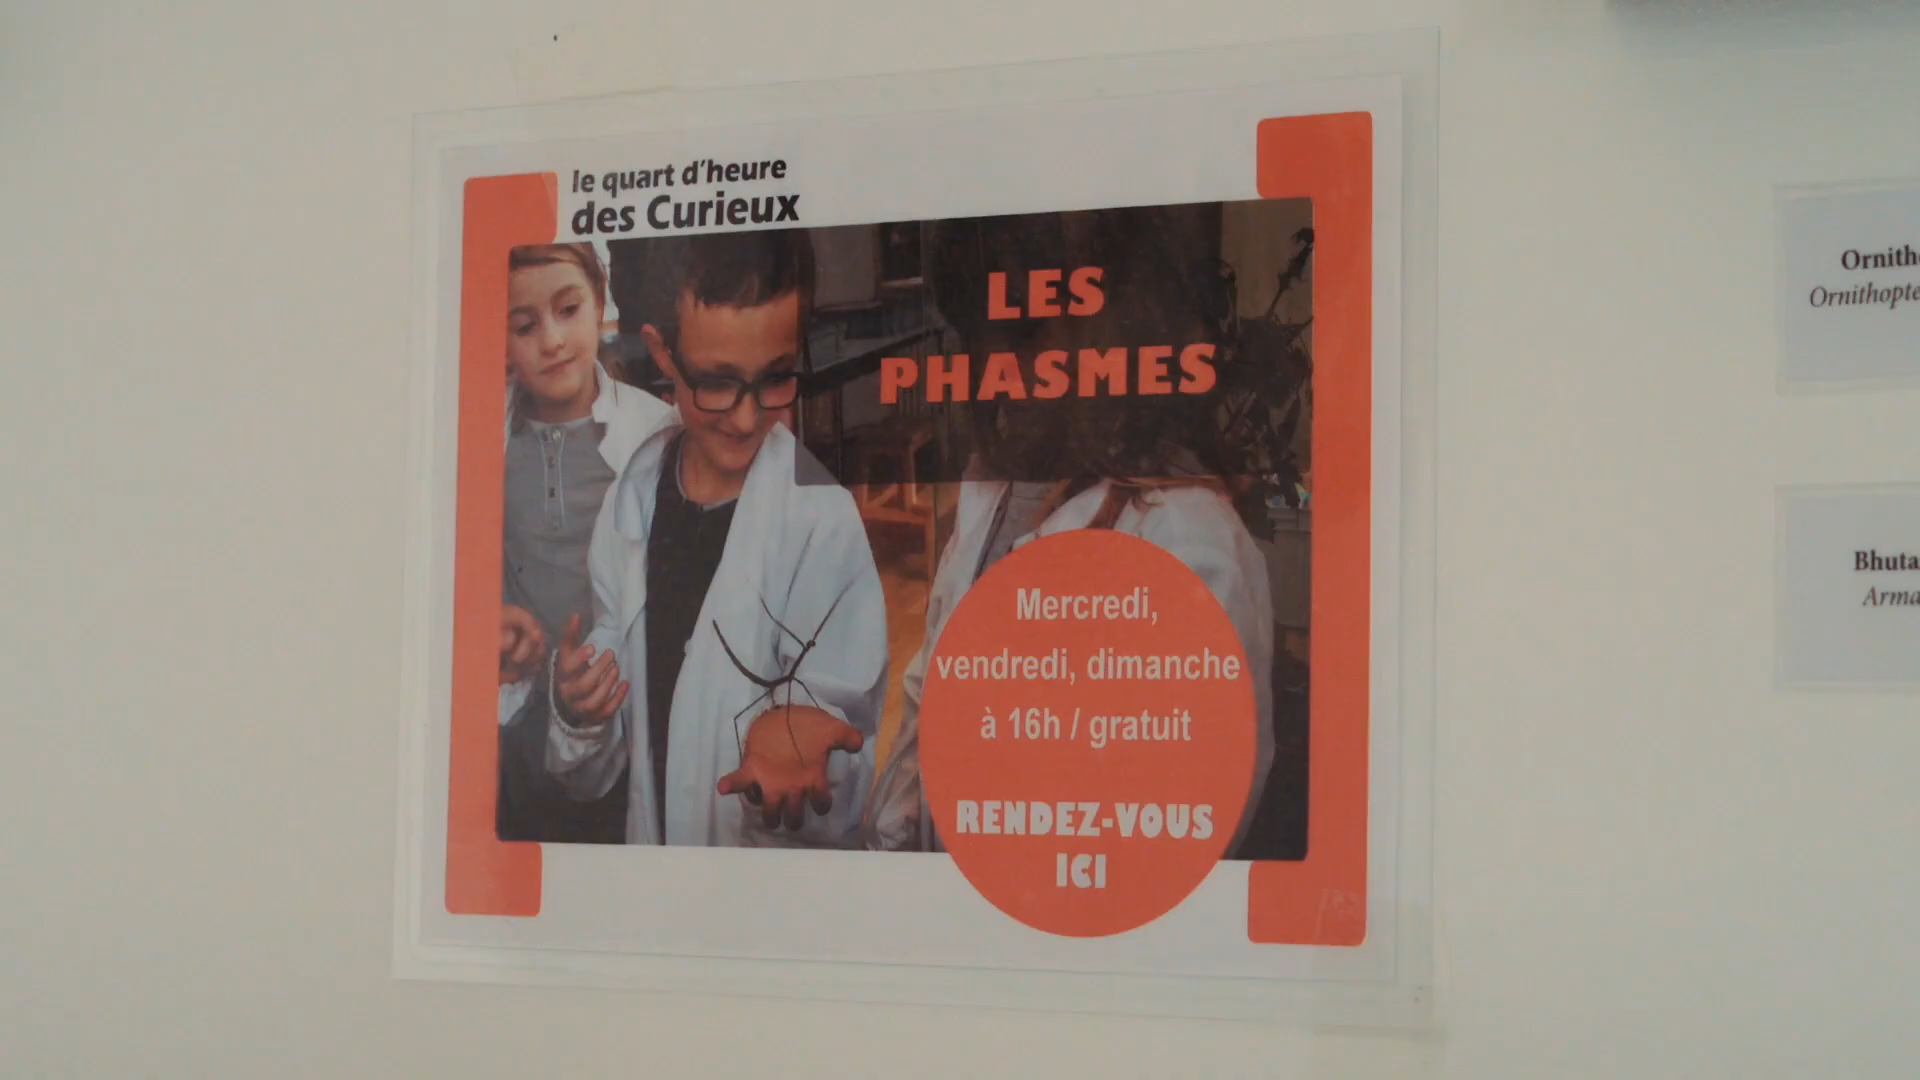 le quart d'heure
des Curieux
LES
PHASMES
Mercredi,
vendredi, dimanche
à 16h / gratuit
RENDEZ-VOUS
ICI